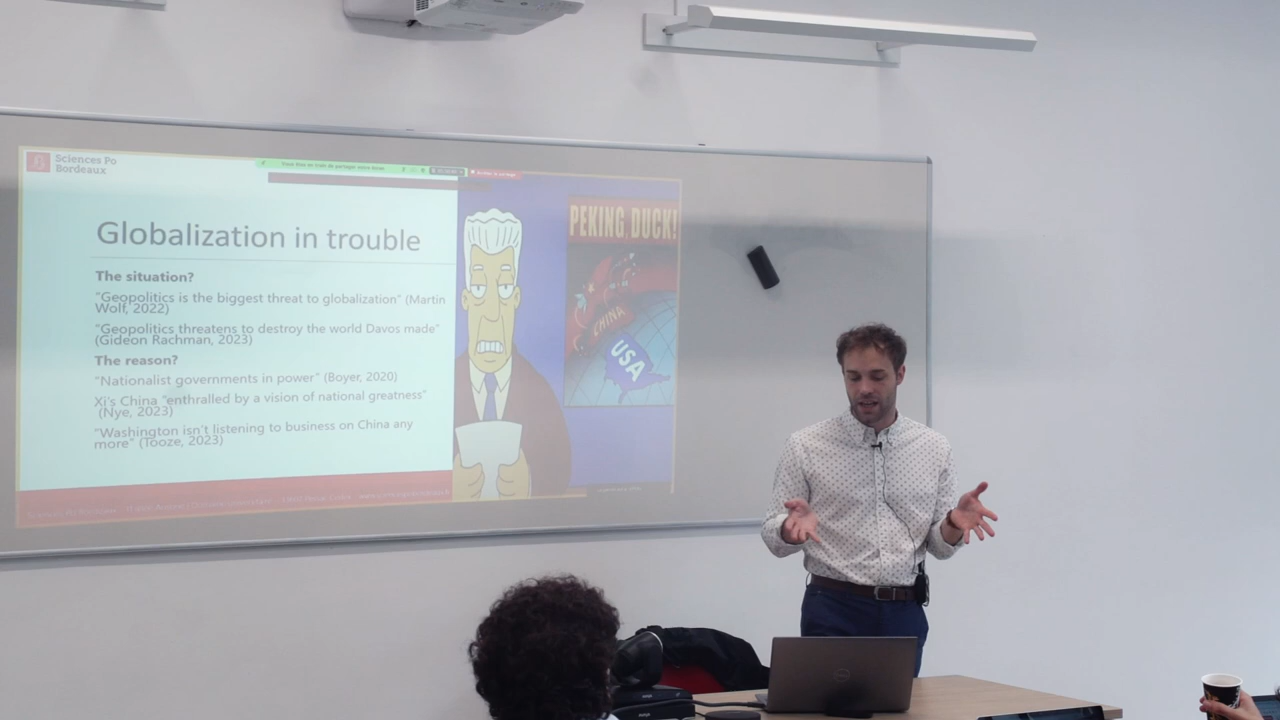 Sciences Po
Bordeaux
Globalization in trouble
The situation?
"Geopolitics is the biggest threat to globalization" (Martin
Wolf, 2022)
"Geopolitics threatens to destroy the world Davos made"
(Gideon Rachman, 2023)
The reason?
"Nationalist governments in power" (Boyer, 2020)
Xi's China "enthralled by a vision of national greatness"
(Nye, 2023)
"Washington isn't listening to business on China any
more" (Tooze, 2023)
PEKING DUCK!
CHINA
USA
DELL